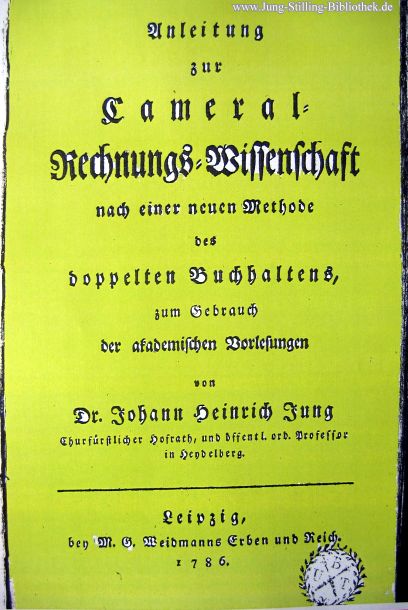 www.Jung-Stilling-Bibliothek.de
Anleitung
zur
Cameral-
Rechnungs-Wissenschaft
nach einer neuen Methode
des
doppelten Buchhaltens,
zum Gebrauch
der akademischen Vorlesungen
von
Dr. Johann Heinrich Jung
Churfürstlicher Hofrath, und öffentl. ord. Professor
in Heydelberg.
Leipzig,
bey M. G. Weidmanns Erben und Reich.
1786.